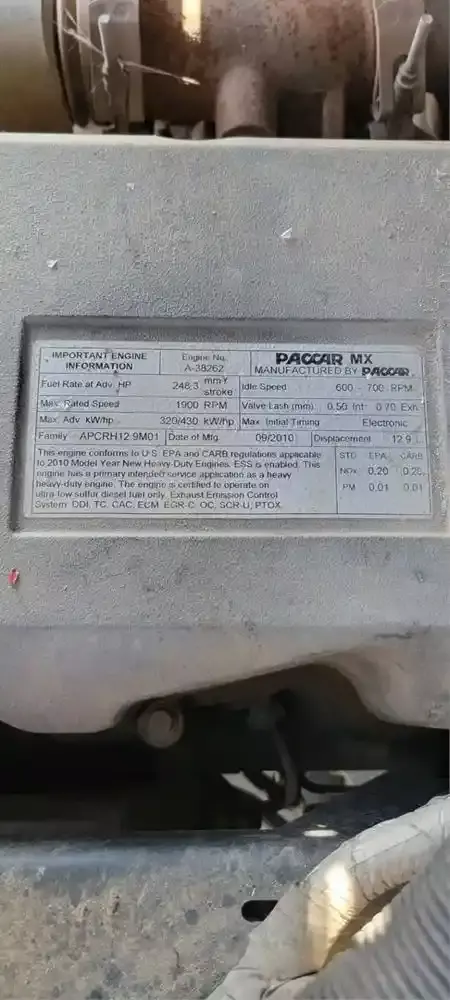 IMPORTANT ENGINE INFORMATION
Engine No. A-38262
PACCAR MX
MANUFACTURED BY PACCAR
Fuel Rate at Adv. HP 248.3 mm³/ stroke
Idle Speed 600 - 700 RPM
Max. Rated Speed 1900 RPM
Valve Lash (mm) 0.50 Int 0.70 Exh
Max. Adv. kW/hp 320/430 kW/hp
Max. Initial Timing Electronic
Family APCRH12.9M01
Date of Mfg. 09/2010
Displacement 12.9 L
This engine conforms to U.S. EPA and CARB regulations applicable
to 2010 Model Year New Heavy-Duty Engines. ESS is enabled. This
engine has a primary intended service application as a heavy
heavy-duty engine. The engine is certified to operate on
ultra low sulfur diesel fuel only. Exhaust Emission Control
System: DDI, TC, CAC, ECM, EGR-C, OC, SCR-U, PTOX
STD EPA CARB
NOx 0.20 0.20
PM 0.01 0.01